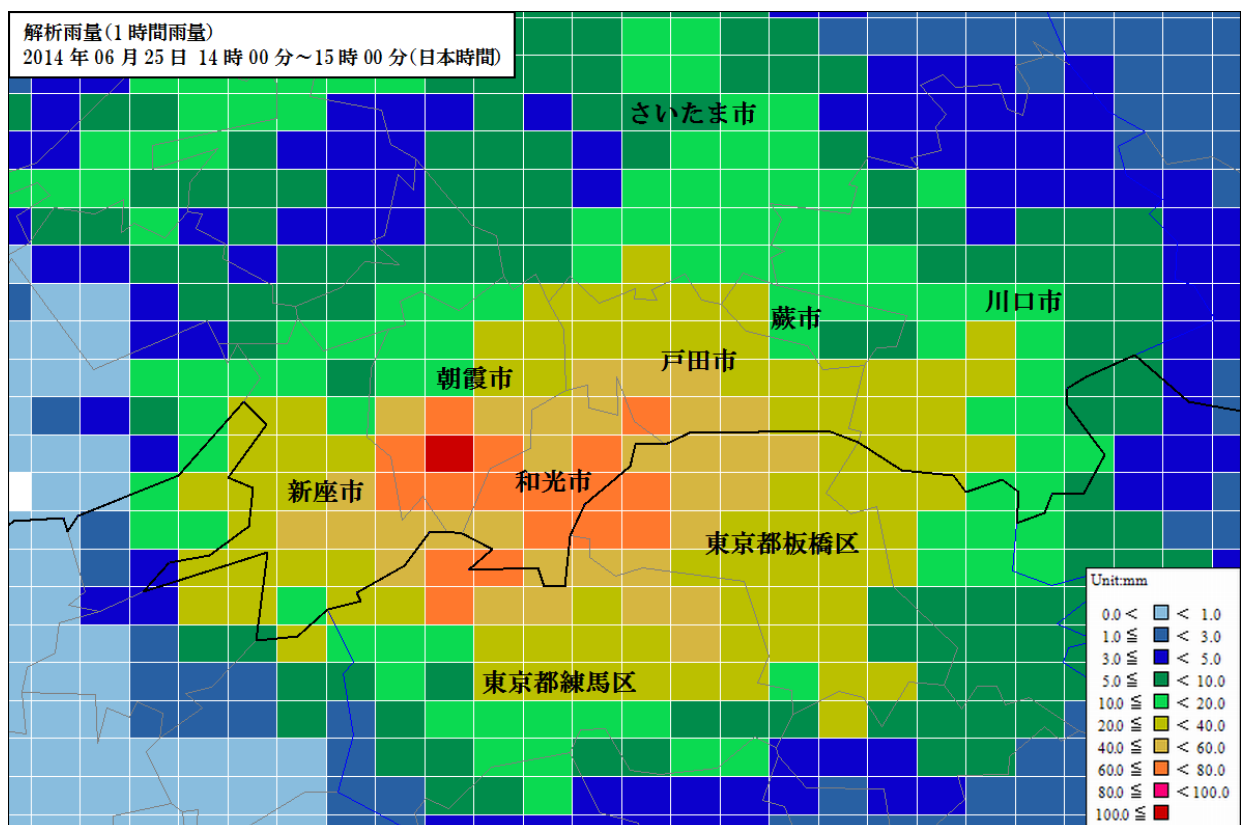 解析雨量(1時間雨量)
2014年06月25日 14時00分～15時00分(日本時間)
さいたま市
川口市
蕨市
戸田市
朝霞市
和光市
新座市
東京都板橋区
東京都練馬区
Unit:mm
0.0 < < 1.0
1.0 ≦ < 3.0
3.0 ≦ < 5.0
5.0 ≦ < 10.0
10.0 ≦ < 20.0
20.0 ≦ < 40.0
40.0 ≦ < 60.0
60.0 ≦ < 80.0
80.0 ≦ < 100.0
100.0 ≦